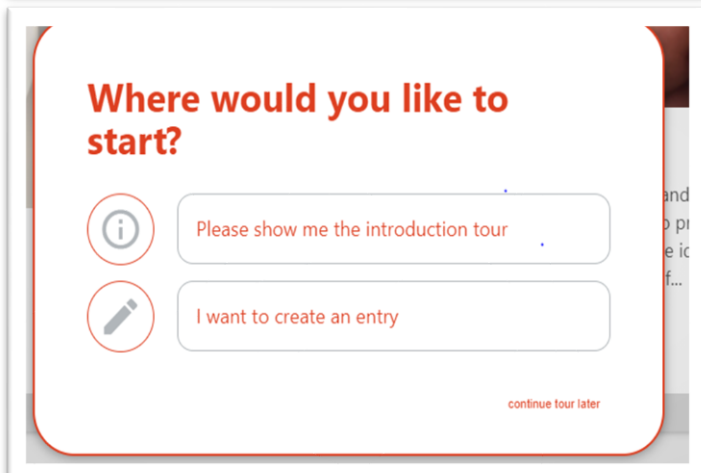 Where would you like to
start?
Please show me the introduction tour
I want to create an entry
continue tour later
and
f...